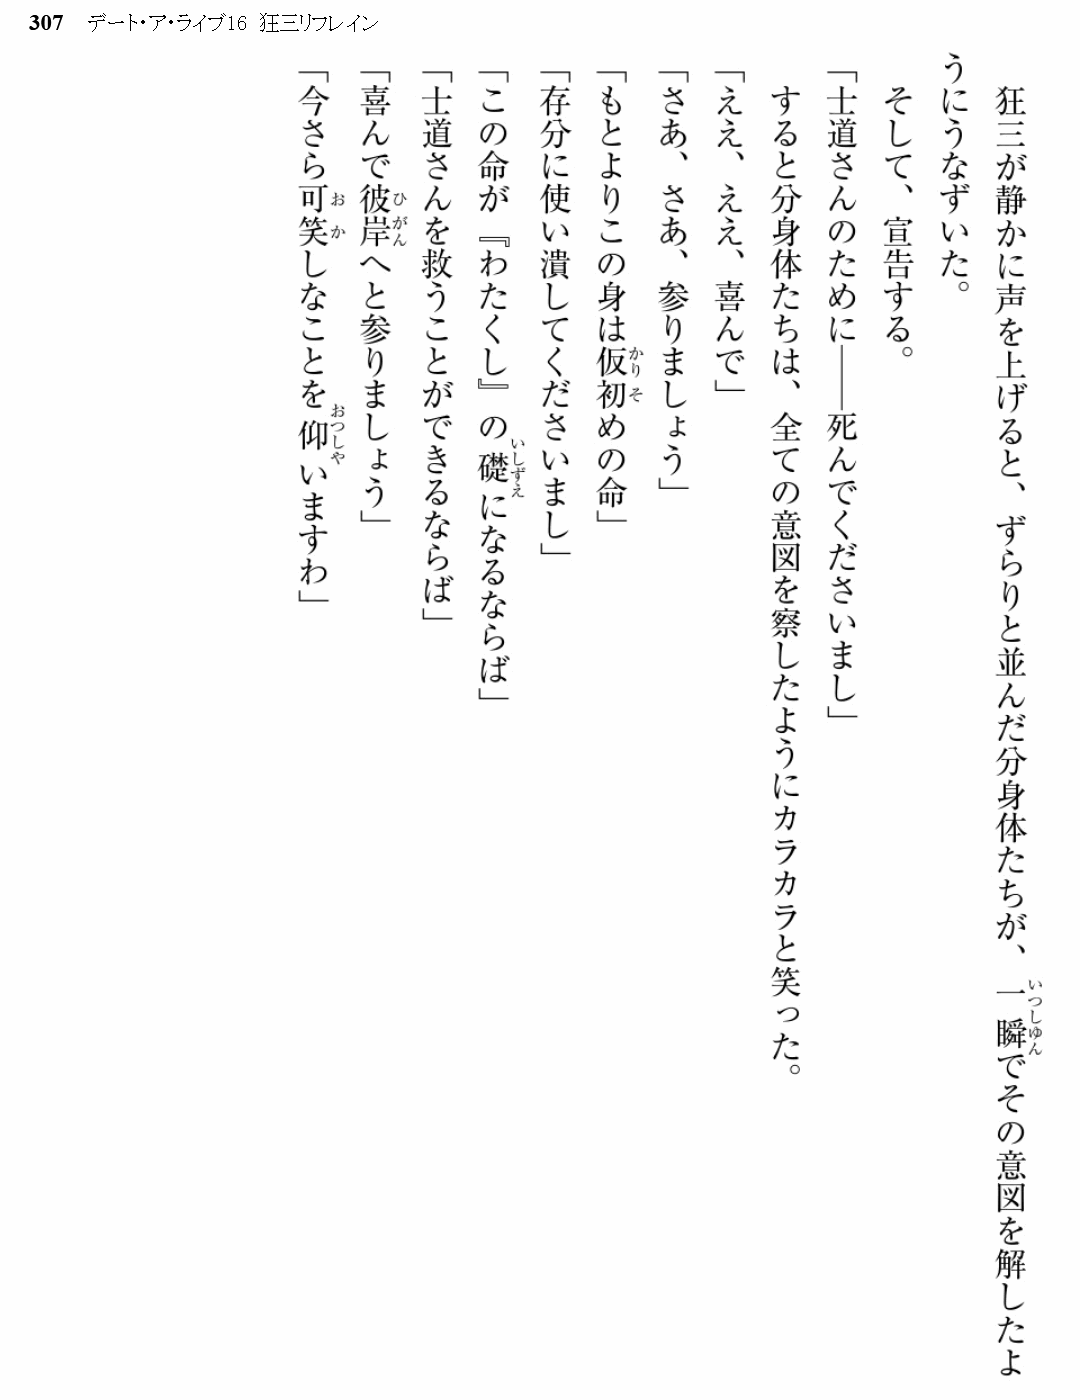 307 デート・ア・ライブ16 狂三リフレイン
狂三が静かに声を上げると、ずらりと並んだ分身体たちが、一瞬でその意図を解したよ
うにうなずいた。
そして、宣告する。
「士道さんのために――死んでくださいまし」
すると分身体たちは、全ての意図を察したようにカラカラと笑った。
「ええ、ええ、喜んで」
「さあ、さあ、参りましょう」
「もとよりこの身は仮初めの命」
「存分に使い潰してくださいまし」
「この命が『わたくし』の礎になるならば」
「士道さんを救うことができるならば」
「喜んで彼岸へと参りましょう」
「今さら可笑しなことを仰いますわ」